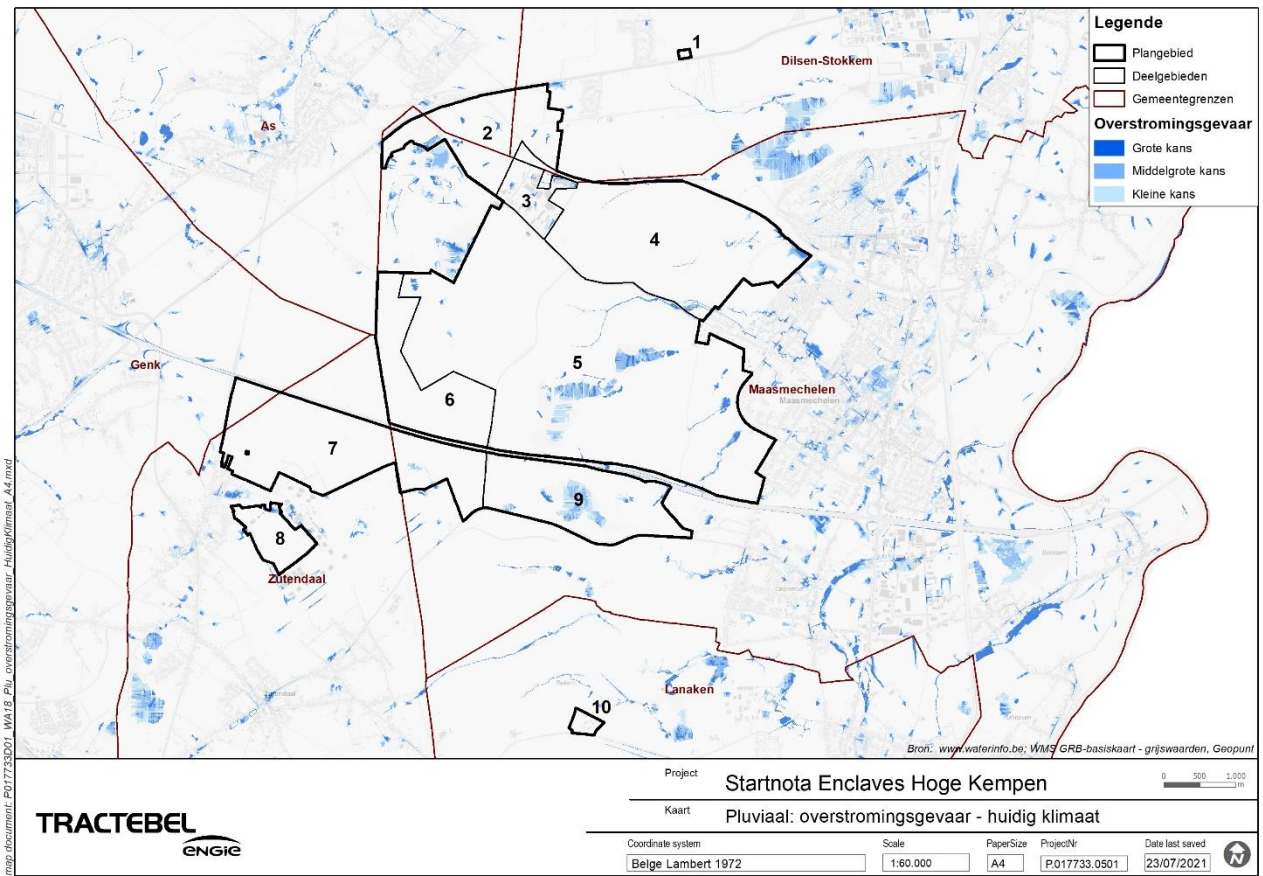 Legende
Plangebied
Deelgebieden
Gemeentegrenzen
Overstromingsgevaar
Grote kans
Middelgrote kans
Kleine kans
1
Dilsen-Stokkem
As
2
3
4
Genk
5
Maasmechelen
Maasmechelen
6
7
9
8
Zutendaal
Lanaken
10
Bron: www.waterinfo.be; WMS GRB-basiskaart - grijswaarden, Geopunt
map document: P017733D01_WA18_Plu_overstromingsgevaar_HuidigKlimaat_A4.mxd
TRACTEBEL
ENGIE
Project
Startnota Enclaves Hoge Kempen
0 500 1.000
m
Kaart
Pluviaal: overstromingsgevaar - huidig klimaat
Coordinate system
Scale
PaperSize
ProjectNr
Date last saved
Belge Lambert 1972
1:60.000
A4
P.017733.0501
23/07/2021